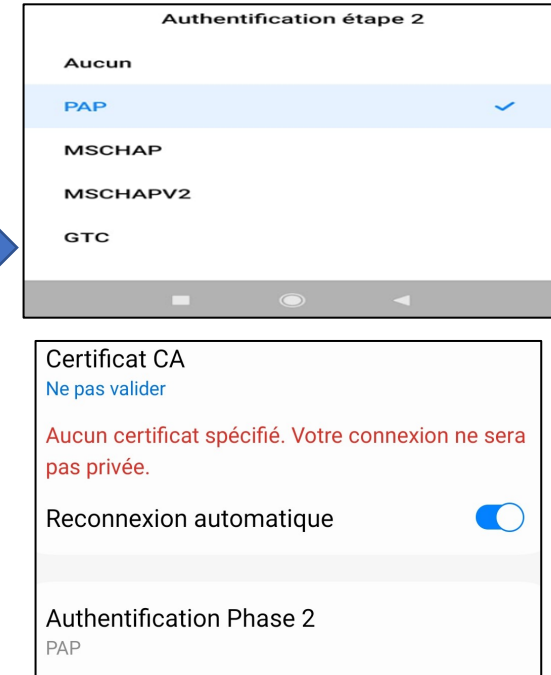 Authentification étape 2
Aucun
PAP
MSCHAP
MSCHAPV2
GTC
Certificat CA
Ne pas valider
Aucun certificat spécifié. Votre connexion ne sera
pas privée.
Reconnexion automatique
Authentification Phase 2
PAP